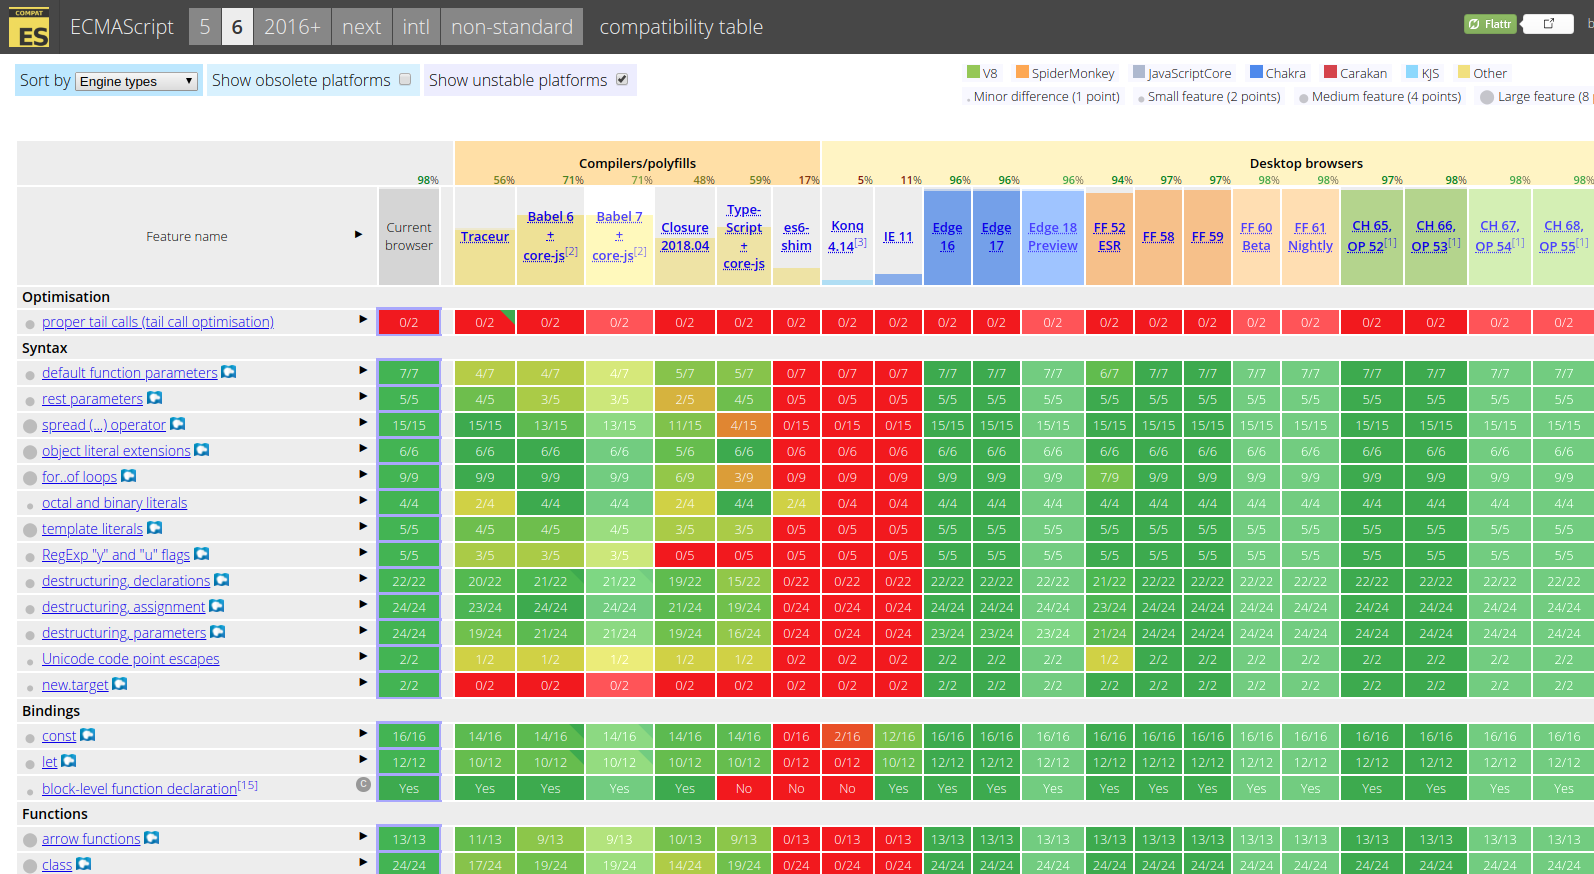 COMPAT
ES
ECMAScript 5 6 2016+ next intl non-standard compatibility table
Flattr
Sort by Engine types Show obsolete platforms Show unstable platforms
V8 SpiderMonkey JavaScriptCore Chakra Carakan KJS Other
Minor difference (1 point) Small feature (2 points) Medium feature (4 points) Large feature (8
Compilers/polyfills Desktop browsers
98% 56% 71% 71% 48% 59% 17% 5% 11% 96% 96% 96% 94% 97% 97% 98% 98% 97% 98% 98% 98%
Feature name
Current browser
Traceur
Babel 6 + core-js[2]
Babel 7 + core-js[2]
Closure 2018.04
Type-Script + core-js
es6-shim
Konq 4.14[3]
IE 11
Edge 16
Edge 17
Edge 18 Preview
FF 52 ESR
FF 58
FF 59
FF 60 Beta
FF 61 Nightly
CH 65, OP 52[1]
CH 66, OP 53[1]
CH 67, OP 54[1]
CH 68, OP 55[1]
Optimisation
proper tail calls (tail call optimisation) 0/2 0/2 0/2 0/2 0/2 0/2 0/2 0/2 0/2 0/2 0/2 0/2 0/2 0/2 0/2 0/2 0/2 0/2 0/2 0/2 0/2
Syntax
default function parameters 7/7 4/7 4/7 4/7 5/7 5/7 0/7 0/7 0/7 7/7 7/7 7/7 6/7 7/7 7/7 7/7 7/7 7/7 7/7 7/7 7/7
rest parameters 5/5 4/5 3/5 3/5 2/5 4/5 0/5 0/5 0/5 5/5 5/5 5/5 5/5 5/5 5/5 5/5 5/5 5/5 5/5 5/5 5/5
spread (...) operator 15/15 15/15 13/15 13/15 11/15 4/15 0/15 0/15 0/15 15/15 15/15 15/15 15/15 15/15 15/15 15/15 15/15 15/15 15/15 15/15 15/15
object literal extensions 6/6 6/6 6/6 6/6 5/6 6/6 0/6 0/6 0/6 6/6 6/6 6/6 6/6 6/6 6/6 6/6 6/6 6/6 6/6 6/6 6/6
for..of loops 9/9 9/9 9/9 9/9 6/9 3/9 0/9 0/9 0/9 9/9 9/9 9/9 7/9 9/9 9/9 9/9 9/9 9/9 9/9 9/9 9/9
octal and binary literals 4/4 2/4 4/4 4/4 2/4 4/4 2/4 0/4 0/4 4/4 4/4 4/4 4/4 4/4 4/4 4/4 4/4 4/4 4/4 4/4 4/4
template literals 5/5 4/5 4/5 4/5 3/5 3/5 0/5 0/5 0/5 5/5 5/5 5/5 5/5 5/5 5/5 5/5 5/5 5/5 5/5 5/5 5/5
RegExp "y" and "u" flags 5/5 3/5 3/5 3/5 0/5 0/5 0/5 0/5 0/5 5/5 5/5 5/5 5/5 5/5 5/5 5/5 5/5 5/5 5/5 5/5 5/5
destructuring, declarations 22/22 20/22 21/22 21/22 19/22 15/22 0/22 0/22 0/22 22/22 22/22 22/22 21/22 22/22 22/22 22/22 22/22 22/22 22/22 22/22 22/22
destructuring, assignment 24/24 23/24 24/24 24/24 21/24 19/24 0/24 0/24 0/24 24/24 24/24 24/24 23/24 24/24 24/24 24/24 24/24 24/24 24/24 24/24 24/24
destructuring, parameters 24/24 19/24 21/24 21/24 19/24 16/24 0/24 0/24 0/24 23/24 23/24 23/24 21/24 24/24 24/24 24/24 24/24 24/24 24/24 24/24 24/24
Unicode code point escapes 2/2 1/2 1/2 1/2 1/2 1/2 0/2 0/2 0/2 2/2 2/2 2/2 1/2 2/2 2/2 2/2 2/2 2/2 2/2 2/2 2/2
new.target 2/2 0/2 0/2 0/2 0/2 0/2 0/2 0/2 0/2 2/2 2/2 2/2 2/2 2/2 2/2 2/2 2/2 2/2 2/2 2/2 2/2
Bindings
const 16/16 14/16 14/16 14/16 14/16 14/16 0/16 2/16 12/16 16/16 16/16 16/16 16/16 16/16 16/16 16/16 16/16 16/16 16/16 16/16 16/16
let 12/12 10/12 10/12 10/12 10/12 10/12 0/12 0/12 10/12 12/12 12/12 12/12 12/12 12/12 12/12 12/12 12/12 12/12 12/12 12/12 12/12
block-level function declaration[15] C Yes Yes Yes Yes Yes No No No Yes Yes Yes Yes Yes Yes Yes Yes Yes Yes Yes Yes Yes
Functions
arrow functions 13/13 11/13 9/13 9/13 10/13 9/13 0/13 0/13 0/13 13/13 13/13 13/13 13/13 13/13 13/13 13/13 13/13 13/13 13/13 13/13 13/13
class 24/24 17/24 19/24 19/24 14/24 19/24 0/24 0/24 0/24 24/24 24/24 24/24 24/24 24/24 24/24 24/24 24/24 24/24 24/24 24/24 24/24